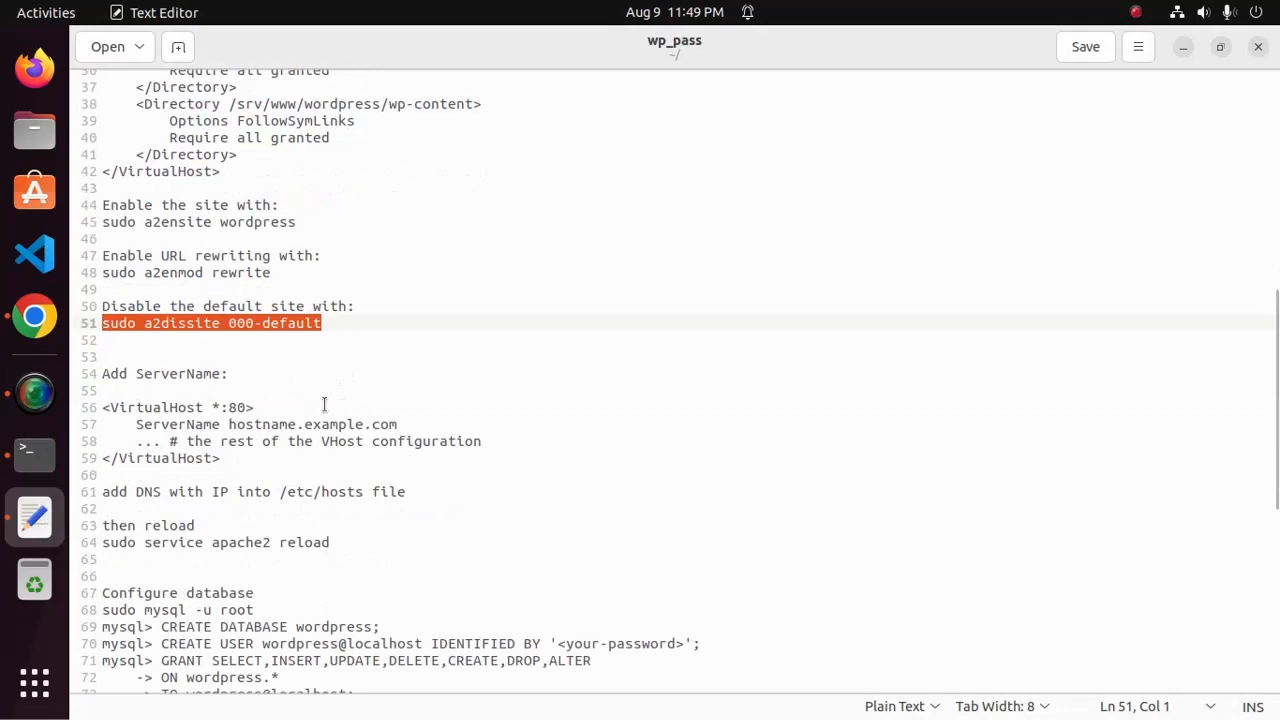 Activities
Text Editor
Aug 9 11:49 PM
Open
wp_pass
~/
Save
36 Require all granted
37 </Directory>
38 <Directory /srv/www/wordpress/wp-content>
39 Options FollowSymLinks
40 Require all granted
41 </Directory>
42 </VirtualHost>
43
44 Enable the site with:
45 sudo a2ensite wordpress
46
47 Enable URL rewriting with:
48 sudo a2enmod rewrite
49
50 Disable the default site with:
51 sudo a2dissite 000-default
52
53
54 Add ServerName:
55
56 <VirtualHost *:80>
57 ServerName hostname.example.com
58 ... # the rest of the VHost configuration
59 </VirtualHost>
60
61 add DNS with IP into /etc/hosts file
62
63 then reload
64 sudo service apache2 reload
65
66
67 Configure database
68 sudo mysql -u root
69 mysql> CREATE DATABASE wordpress;
70 mysql> CREATE USER wordpress@localhost IDENTIFIED BY '<your-password>';
71 mysql> GRANT SELECT,INSERT,UPDATE,DELETE,CREATE,DROP,ALTER
72 -> ON wordpress.*
73 -> TO wordpress@localhost;
Plain Text
Tab Width: 8
Ln 51, Col 1
INS